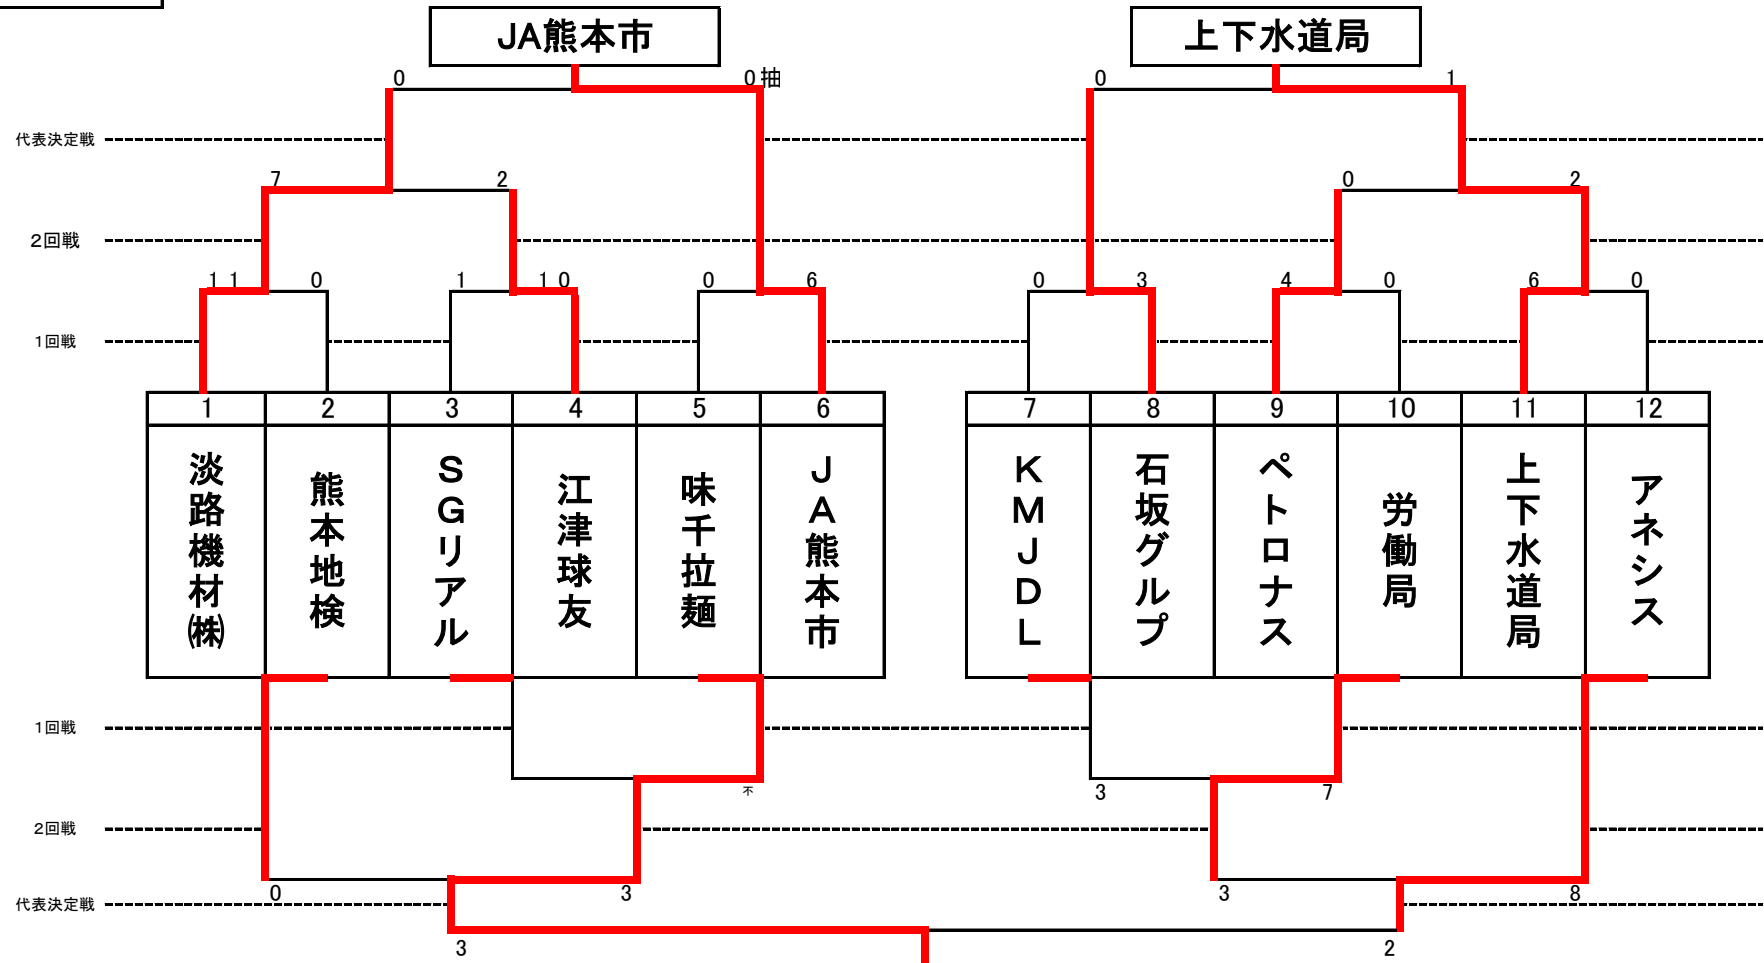 JA熊本市
上下水道局
0
0抽
0
1
代表決定戦
7
2
0
2
2回戦
11
0
1
10
0
6
0
3
4
0
6
0
1回戦
1
2
3
4
5
6
7
8
9
10
11
12
淡路機材㈱
熊本地検
SGリアル
江津球友
味千拉麺
JA熊本市
KMJDL
石坂グループ
ペトロナス
労働局
上下水道局
アネシス
1回戦
不
3
7
2回戦
0
3
3
8
代表決定戦
3
2